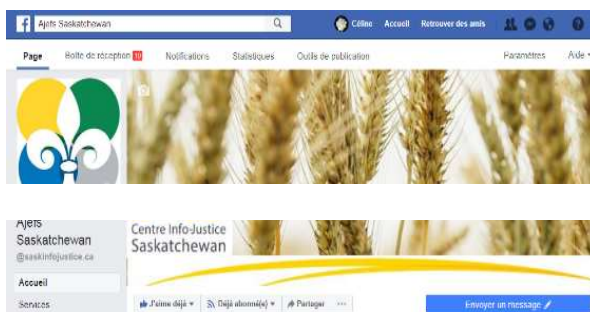 Ajefs Saskatchewan Céline Accueil Retrouver des amis
Page Boîte de réception 10 Notifications Statistiques Outils de publication Paramètres Aide
Ajefs
Saskatchewan
@saskinfojustice.ca
Centre Info-Justice
Saskatchewan
Accueil
Services
J'aime déjà Déjà abonné(e) Partager ... Envoyer un message